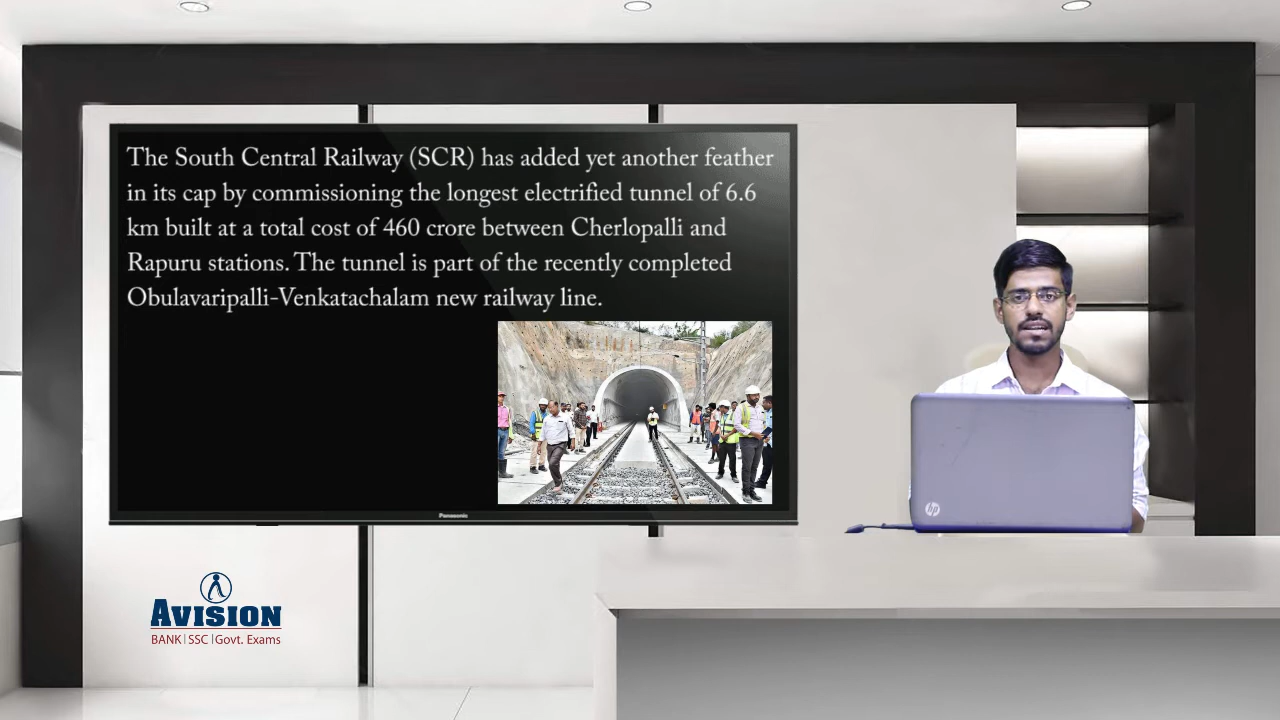 The South Central Railway (SCR) has added yet another feather
in its cap by commissioning the longest electrified tunnel of 6.6
km built at a total cost of 460 crore between Cherlopalli and
Rapuru stations. The tunnel is part of the recently completed
Obulavaripalli-Venkatachalam new railway line.
Panasonic
hp
AVISION
BANK|SSC|Govt. Exams